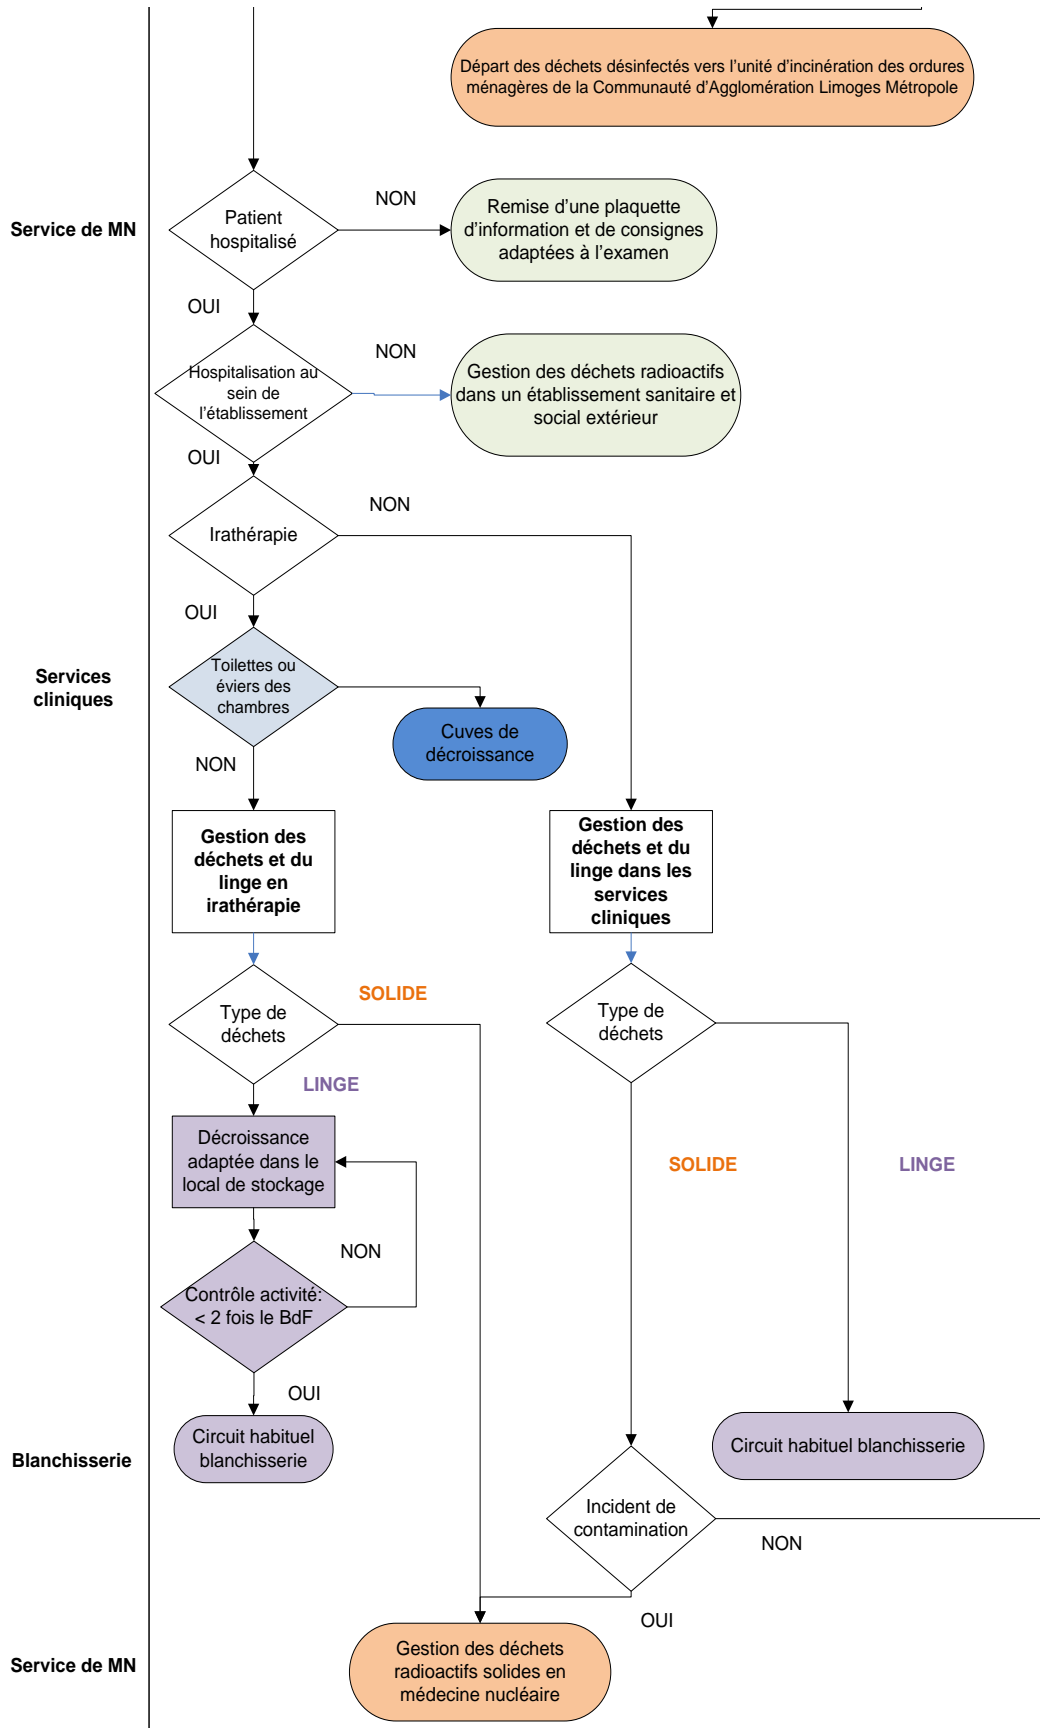 Départ des déchets désinfectés vers l'unité d'incinération des ordures
ménagères de la Communauté d'Agglomération Limoges Métropole
Service de MN
Patient
hospitalisé
NON
Remise d'une plaquette
d'information et de consignes
adaptées à l'examen
OUI
Hospitalisation au
sein de
l'établissement
NON
Gestion des déchets radioactifs
dans un établissement sanitaire et
social extérieur
OUI
Irathérapie
NON
OUI
Services
cliniques
Toilettes ou
éviers des
chambres
Cuves de
décroissance
NON
Gestion des
déchets et du
linge en
irathérapie
Gestion des
déchets et du
linge dans les
services
cliniques
Type de
déchets
SOLIDE
Type de
déchets
LINGE
Décroissance
adaptée dans le
local de stockage
SOLIDE
LINGE
NON
Contrôle activité:
< 2 fois le BdF
OUI
Blanchisserie
Circuit habituel
blanchisserie
Circuit habituel blanchisserie
Incident de
contamination
NON
OUI
Service de MN
Gestion des déchets
radioactifs solides en
médecine nucléaire